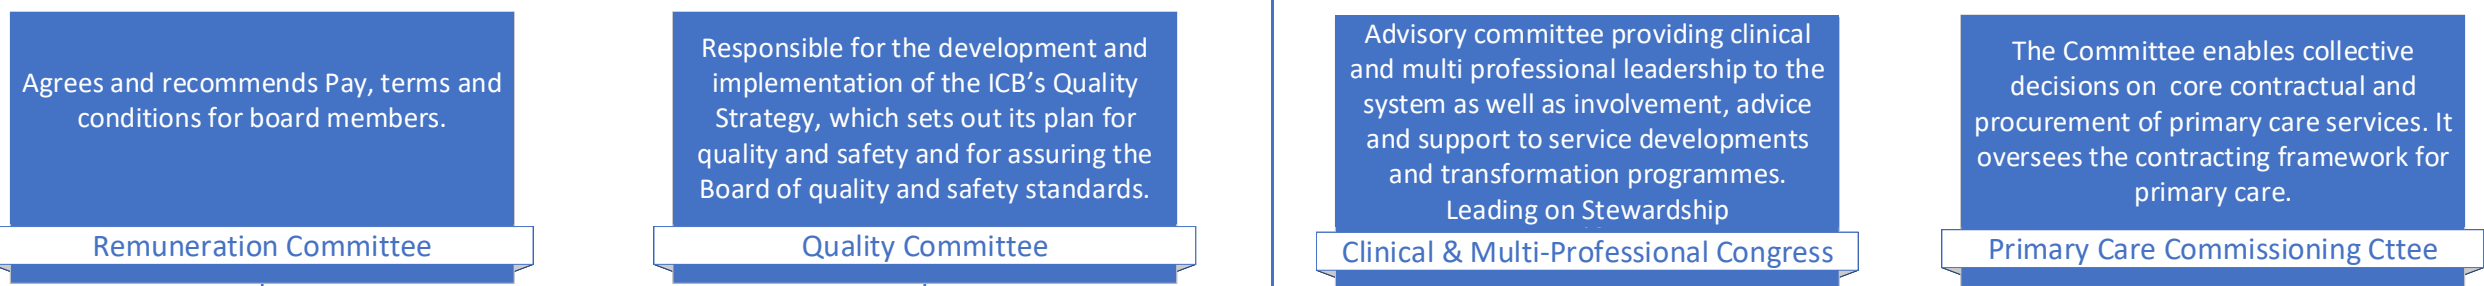 Agrees and recommends Pay, terms and
conditions for board members.
Remuneration Committee
Responsible for the development and
implementation of the ICB’s Quality
Strategy, which sets out its plan for
quality and safety and for assuring the
Board of quality and safety standards.
Quality Committee
Advisory committee providing clinical
and multi professional leadership to the
system as well as involvement, advice
and support to service developments
and transformation programmes.
Leading on Stewardship
Clinical & Multi-Professional Congress
The Committee enables collective
decisions on core contractual and
procurement of primary care services. It
oversees the contracting framework for
primary care.
Primary Care Commissioning Cttee